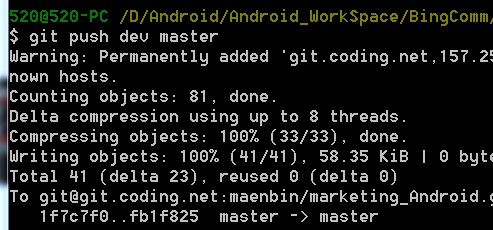 520@520-PC /D/Android/Android_WorkSpace/BingComm/
$ git push dev master
Warning: Permanently added 'git.coding.net,157.25
nown hosts.
Counting objects: 81, done.
Delta compression using up to 8 threads.
Compressing objects: 100% (33/33), done.
Writing objects: 100% (41/41), 58.35 KiB | 0 byte
Total 41 (delta 23), reused 0 (delta 0)
To git@git.coding.net:maenbin/marketing_Android.g
1f7c7f0..fb1f825  master -> master